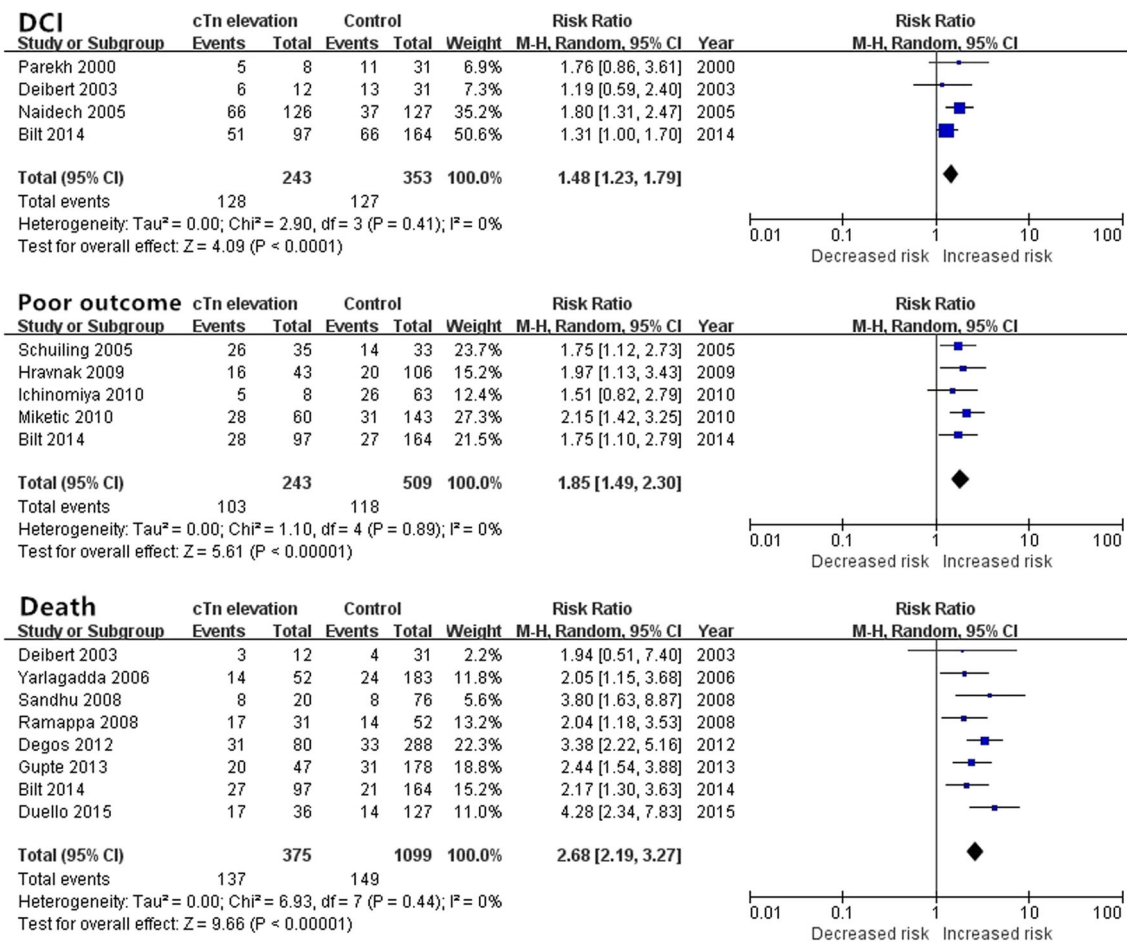 DCI cTn elevation Control Risk Ratio Risk Ratio
Study or Subgroup Events Total Events Total Weight M-H, Random, 95% CI Year M-H, Random, 95% CI
Parekh 2000 5 8 11 31 6.9% 1.76 [0.86, 3.61] 2000
Deibert 2003 6 12 13 31 7.3% 1.19 [0.59, 2.40] 2003
Naidech 2005 66 126 37 127 35.2% 1.80 [1.31, 2.47] 2005
Bilt 2014 51 97 66 164 50.6% 1.31 [1.00, 1.70] 2014
Total (95% CI) 243 353 100.0% 1.48 [1.23, 1.79]
Total events 128 127
Heterogeneity: Tau² = 0.00; Chi² = 2.90, df = 3 (P = 0.41); I² = 0%
Test for overall effect: Z = 4.09 (P < 0.0001)
0.01 0.1 1 10 100
Decreased risk Increased risk
Poor outcome cTn elevation Control Risk Ratio Risk Ratio
Study or Subgroup Events Total Events Total Weight M-H, Random, 95% CI Year M-H, Random, 95% CI
Schuiling 2005 26 35 14 33 23.7% 1.75 [1.12, 2.73] 2005
Hravnak 2009 16 43 20 106 15.2% 1.97 [1.13, 3.43] 2009
Ichinomiya 2010 5 8 26 63 12.4% 1.51 [0.82, 2.79] 2010
Miketic 2010 28 60 31 143 27.3% 2.15 [1.42, 3.25] 2010
Bilt 2014 28 97 27 164 21.5% 1.75 [1.10, 2.79] 2014
Total (95% CI) 243 509 100.0% 1.85 [1.49, 2.30]
Total events 103 118
Heterogeneity: Tau² = 0.00; Chi² = 1.10, df = 4 (P = 0.89); I² = 0%
Test for overall effect: Z = 5.61 (P < 0.00001)
0.01 0.1 1 10 100
Decreased risk Increased risk
Death cTn elevation Control Risk Ratio Risk Ratio
Study or Subgroup Events Total Events Total Weight M-H, Random, 95% CI Year M-H, Random, 95% CI
Deibert 2003 3 12 4 31 2.2% 1.94 [0.51, 7.40] 2003
Yarlagadda 2006 14 52 24 183 11.8% 2.05 [1.15, 3.68] 2006
Sandhu 2008 8 20 8 76 5.6% 3.80 [1.63, 8.87] 2008
Ramappa 2008 17 31 14 52 13.2% 2.04 [1.18, 3.53] 2008
Degos 2012 31 80 33 288 22.3% 3.38 [2.22, 5.16] 2012
Gupte 2013 20 47 31 178 18.8% 2.44 [1.54, 3.88] 2013
Bilt 2014 27 97 21 164 15.2% 2.17 [1.30, 3.63] 2014
Duello 2015 17 36 14 127 11.0% 4.28 [2.34, 7.83] 2015
Total (95% CI) 375 1099 100.0% 2.68 [2.19, 3.27]
Total events 137 149
Heterogeneity: Tau² = 0.00; Chi² = 6.93, df = 7 (P = 0.44); I² = 0%
Test for overall effect: Z = 9.66 (P < 0.00001)
0.01 0.1 1 10 100
Decreased risk Increased risk